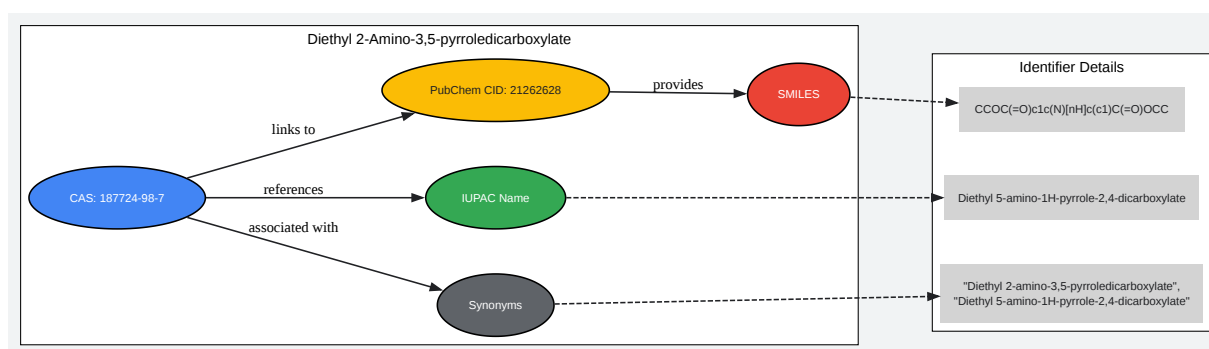 Diethyl 2-Amino-3,5-pyrroledicarboxylate
Identifier Details
PubChem CID: 21262628
provides
SMILES
CCOC(=O)c1c(N)[nH]c(c1)C(=O)OCC
links to
CAS: 187724-98-7
references
IUPAC Name
Diethyl 5-amino-1H-pyrrole-2,4-dicarboxylate
associated with
Synonyms
"Diethyl 2-amino-3,5-pyrroledicarboxylate",
"Diethyl 5-amino-1H-pyrrole-2,4-dicarboxylate"